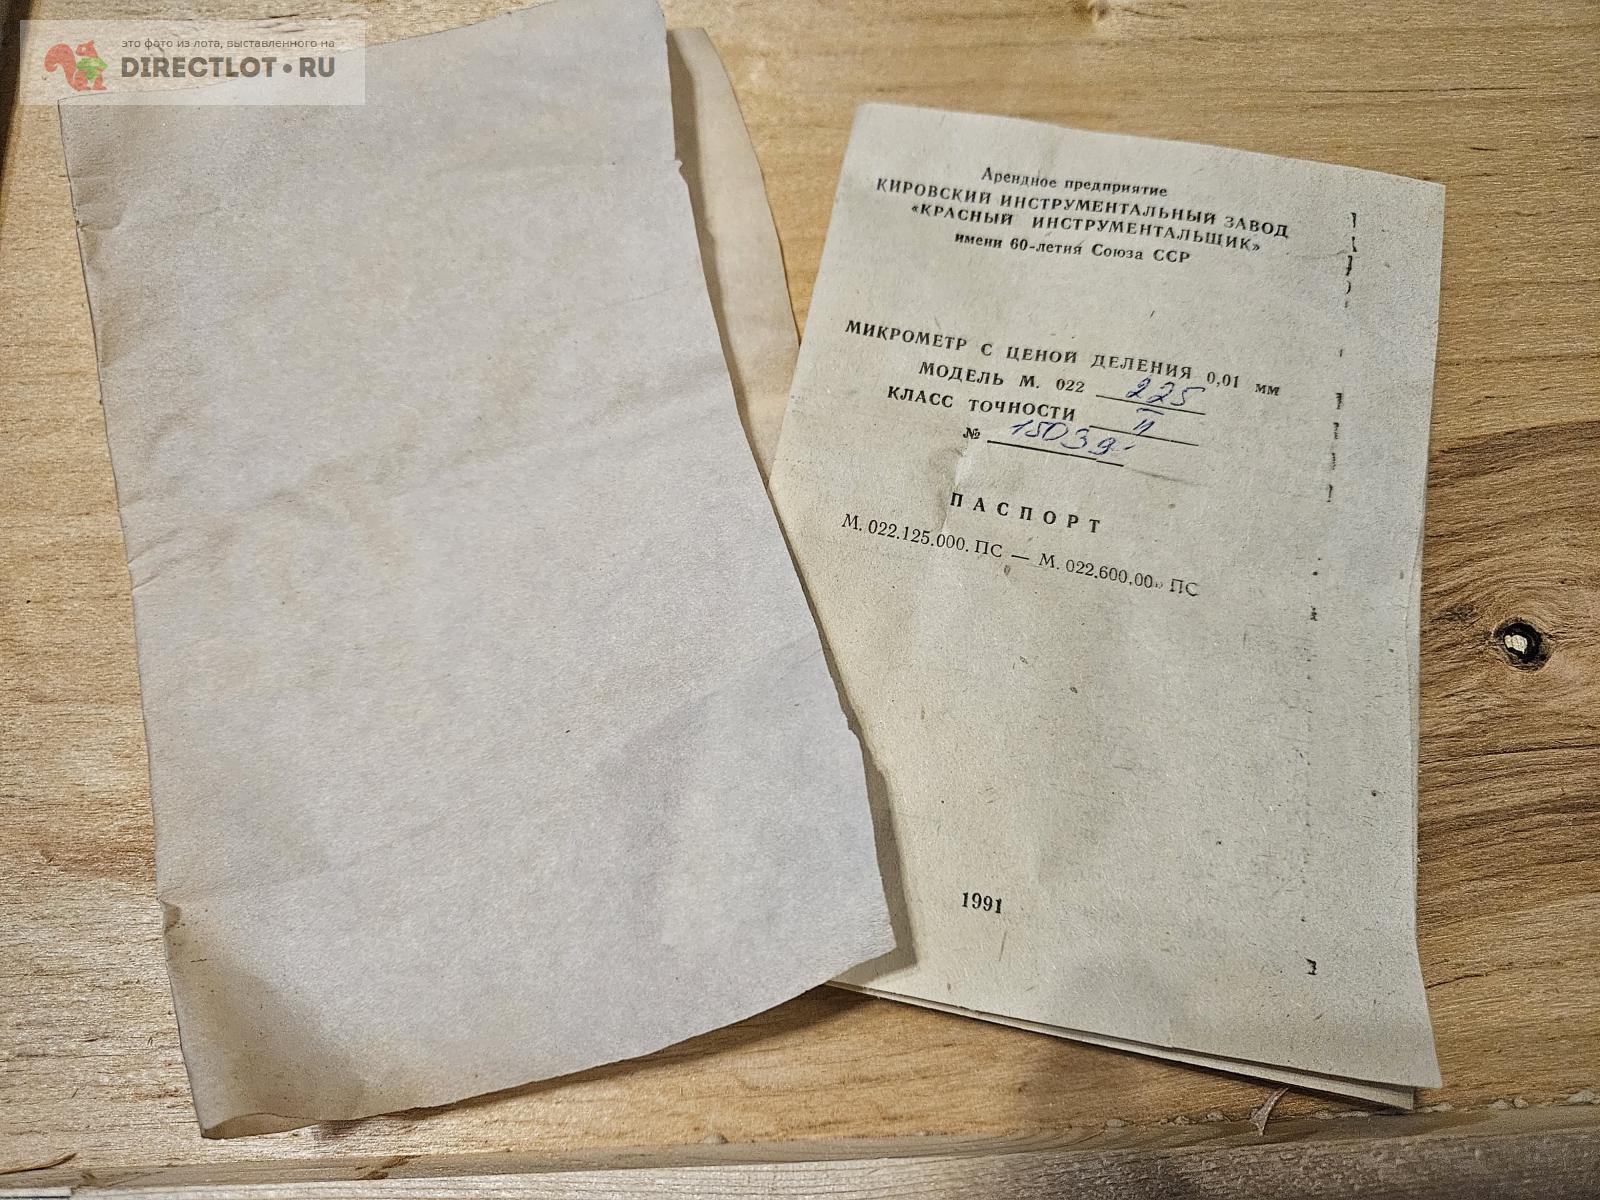 это фото из лота, выставленного на
DIRECTLOT.RU
Арендное предприятие
КИРОВСКИЙ ИНСТРУМЕНТАЛЬНЫЙ ЗАВОД
«КРАСНЫЙ ИНСТРУМЕНТАЛЬЩИК»
имени 60-летия Союза ССР
МИКРОМЕТР С ЦЕНОЙ ДЕЛЕНИЯ 0,01 мм
МОДЕЛЬ М. 022 225
КЛАСС ТОЧНОСТИ II
№ 15039
ПАСПОРТ
М. 022.125.000. ПС — М. 022.600.00 ПС
1991